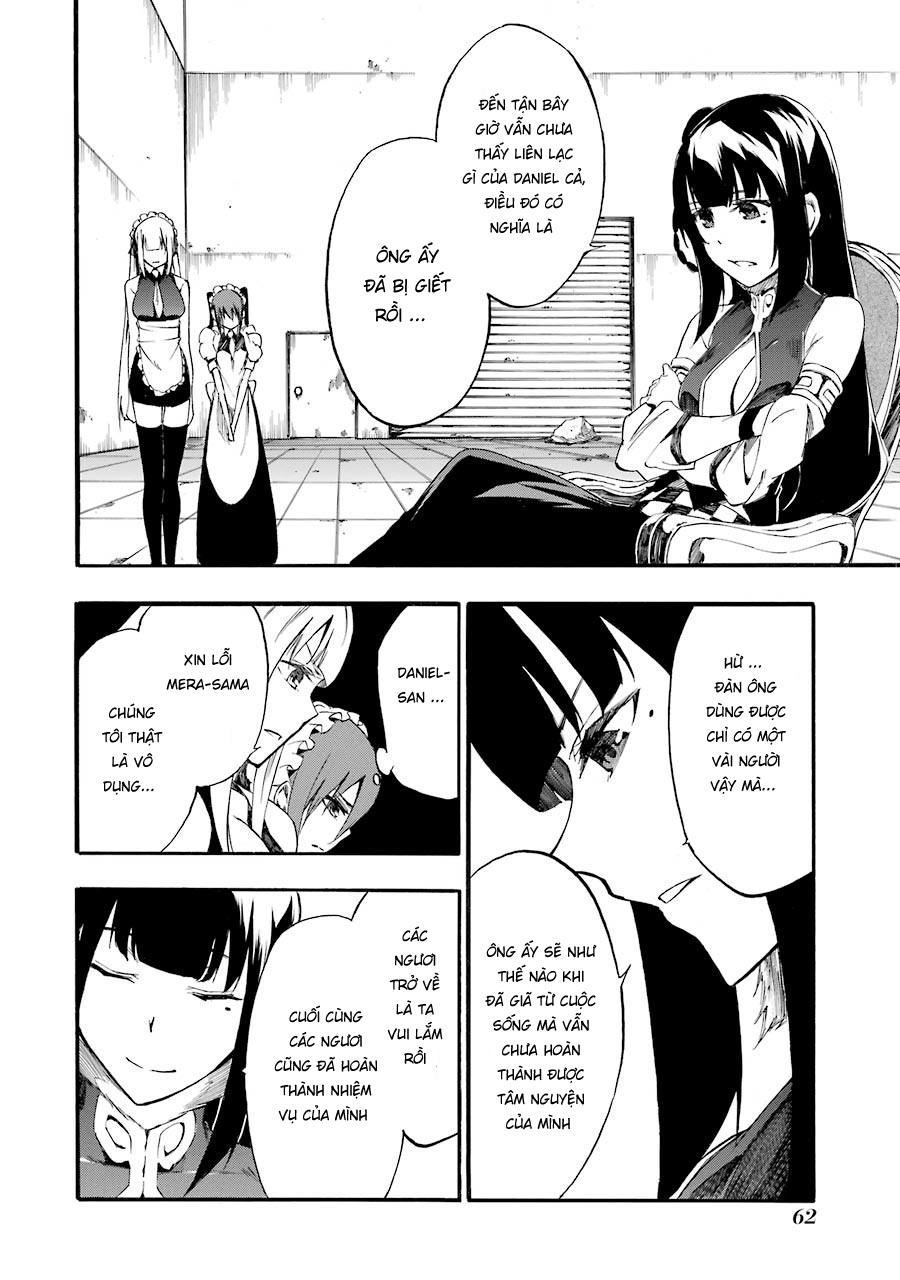 ĐẾN TẬN BÂY
GIỜ VẪN CHƯA
THẤY LIÊN LẠC
GÌ CỦA DANIEL CẢ,
ĐIỀU ĐÓ CÓ
NGHĨA LÀ
ÔNG ẤY
ĐÃ BỊ GIẾT
RỒI ...
HỪ ...
ĐÀN ÔNG
DÙNG ĐƯỢC
CHỈ CÓ MỘT
VÀI NGƯỜI
VẬY MÀ...
ÔNG ẤY SẼ NHƯ
THẾ NÀO KHI
ĐÃ GIÃ TỪ CUỘC
SỐNG MÀ VẪN
CHƯA HOÀN
THÀNH ĐƯỢC
TÂM NGUYỆN
CỦA MÌNH
DANIEL-
SAN ...
XIN LỖI
MERA-SAMA
CHÚNG
TÔI THẬT
LÀ VÔ
DỤNG...
CÁC
NGƯƠI
TRỞ VỀ
LÀ TA
VUI LẮM
RỒI
CUỐI CÙNG
CÁC NGƯƠI
CŨNG ĐÃ HOÀN
THÀNH NHIỆM
VỤ CỦA MÌNH
62